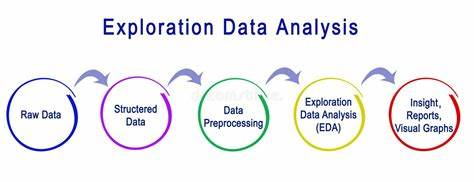 Exploration Data Analysis
Raw Data
Structered
Data
Data
Preprocessing
Exploration
Data Analysis
(EDA)
Insight,
Reports,
Visual Graphs